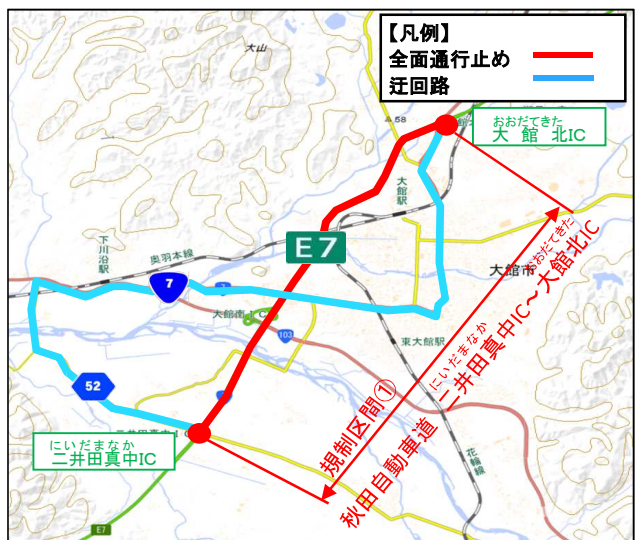 【凡例】
全面通行止め
迂回路
大山
58
おおだてきた
大館北IC
大館駅
下川沿駅
奥羽本線
E7
7
大館市
大館南IC
103
東大館駅
52
にいだまなか
二井田真中IC
花輪線
E7
規制区間①
にいだまなか おおだてきた
秋田自動車道 二井田真中IC～大館北IC